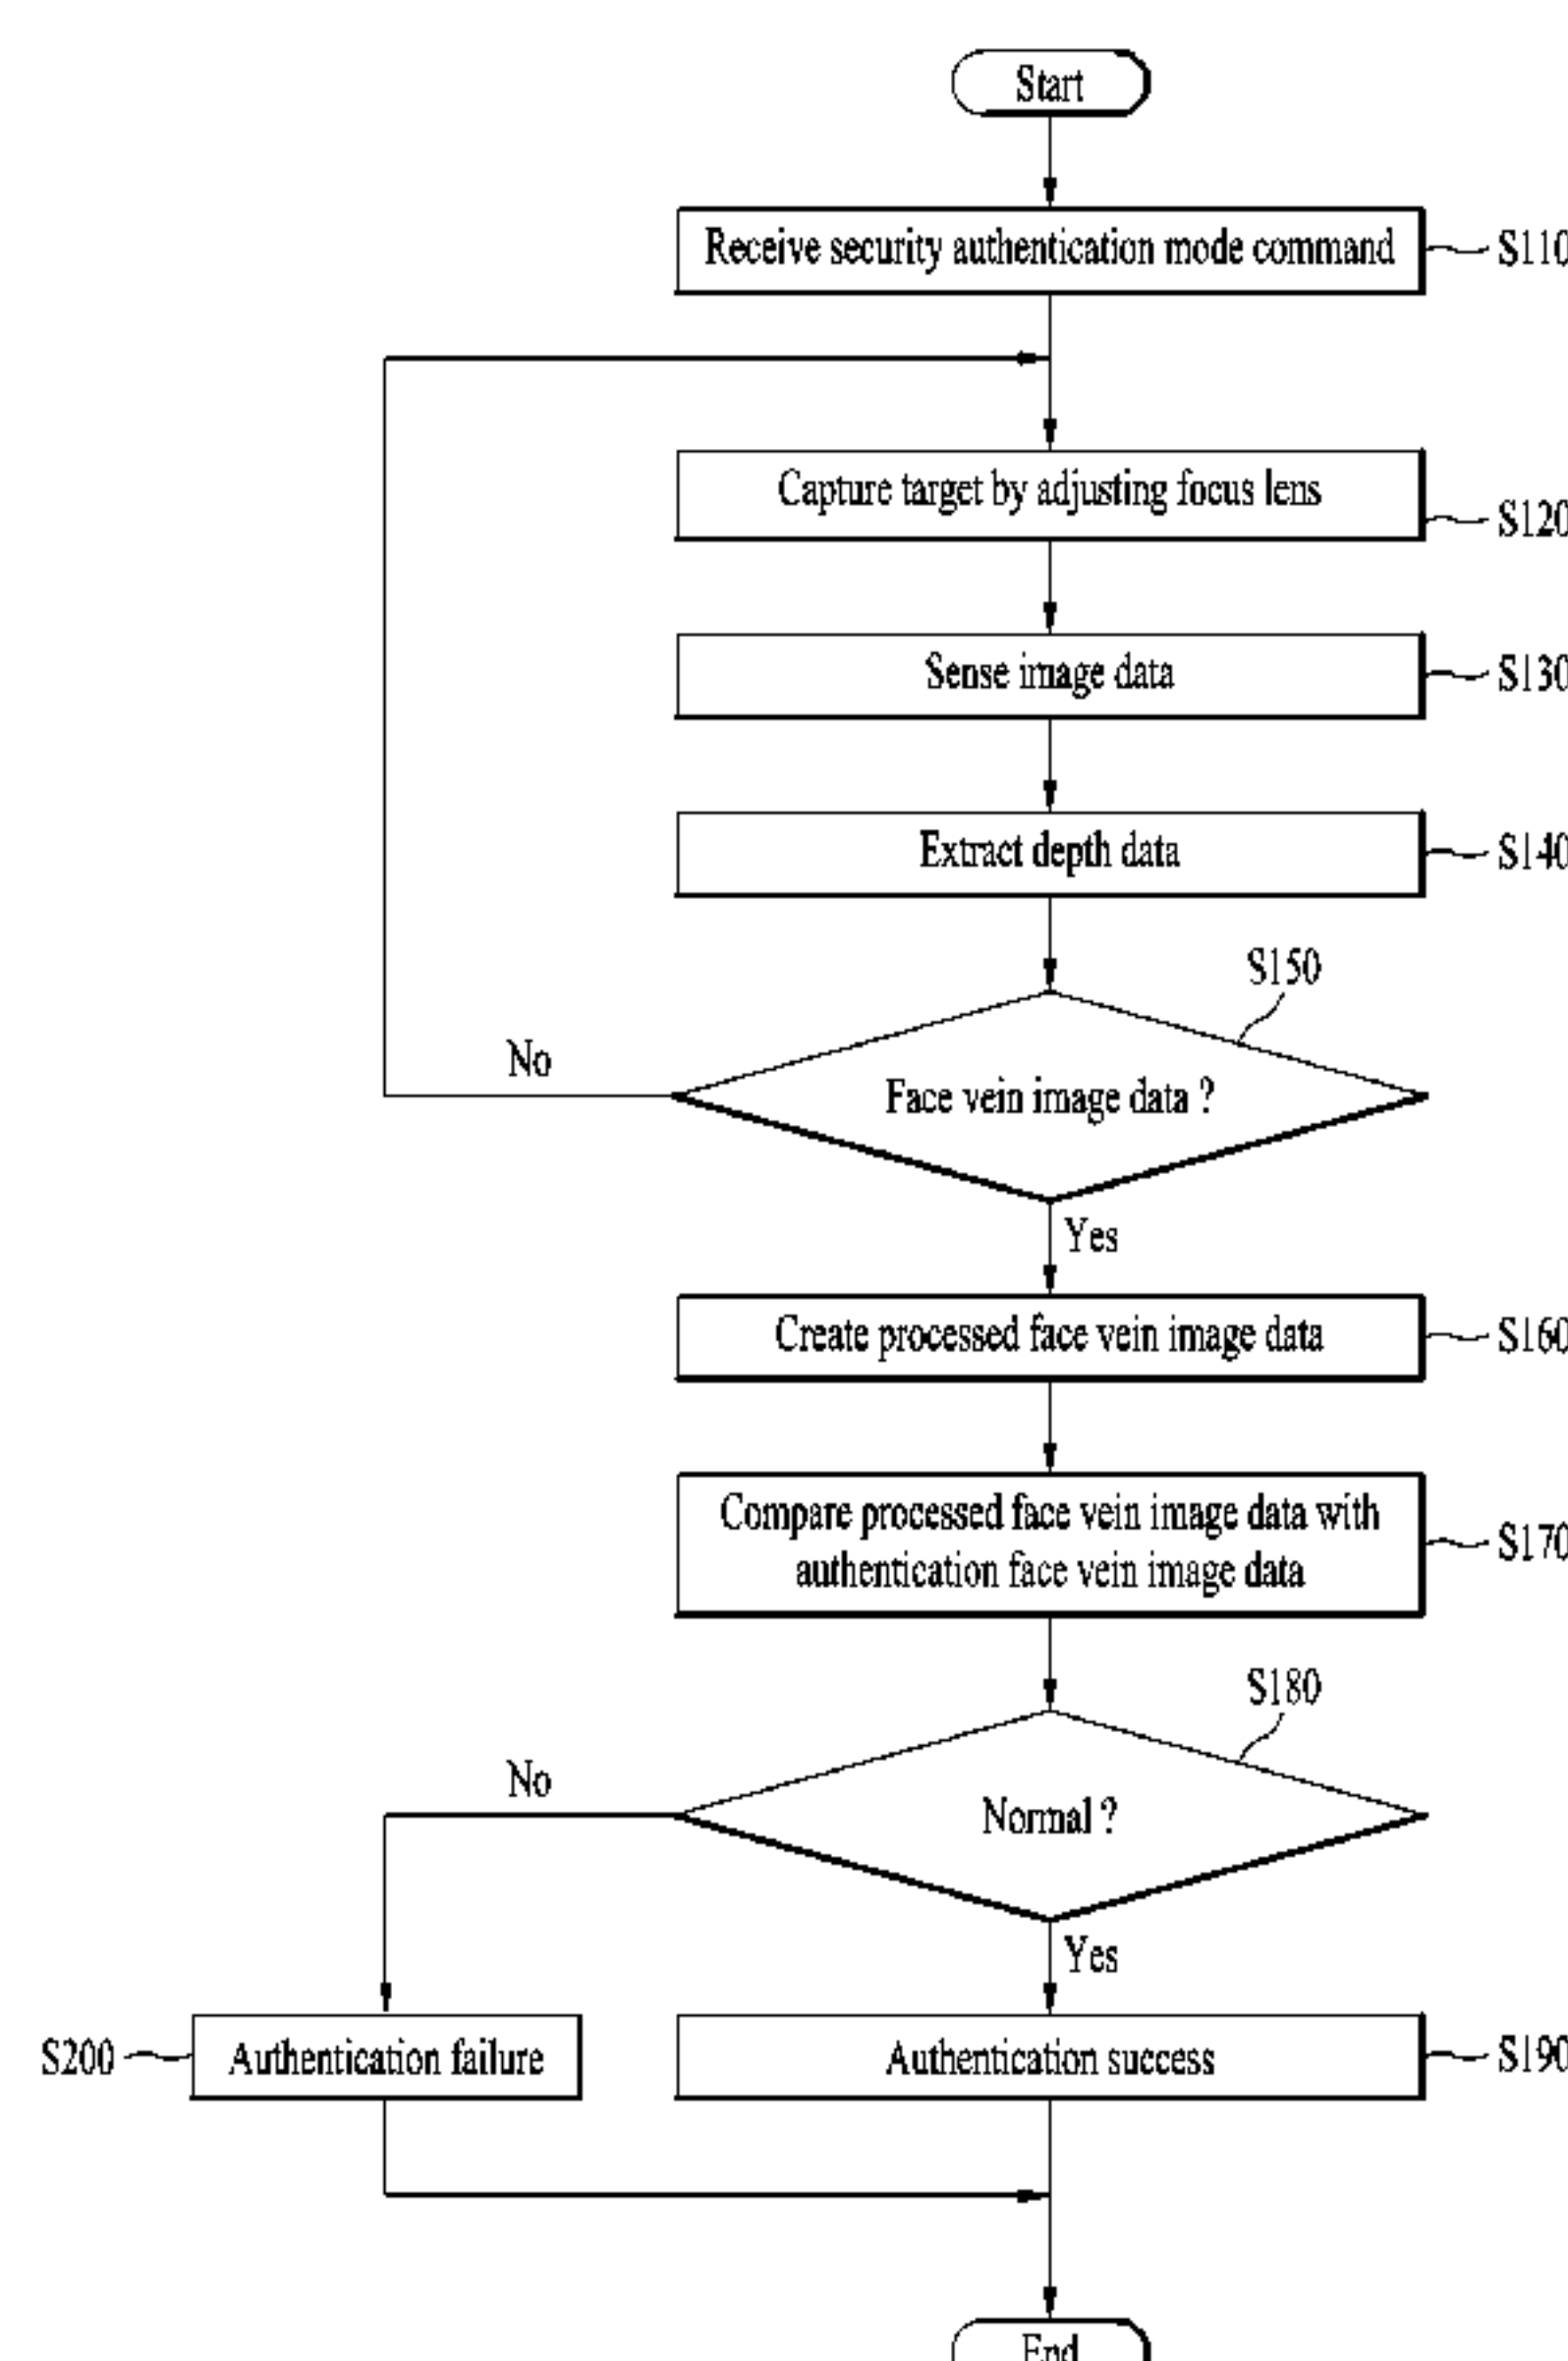 Start
Receive security authentication mode command
S110
Capture target by adjusting focus lens
S120
Sense image data
S130
Extract depth data
S140
S150
No
Face vein image data ?
Yes
Create processed face vein image data
S160
Compare processed face vein image data with
authentication face vein image data
S170
S180
No
Normal ?
Yes
S200
Authentication failure
Authentication success
S190
End